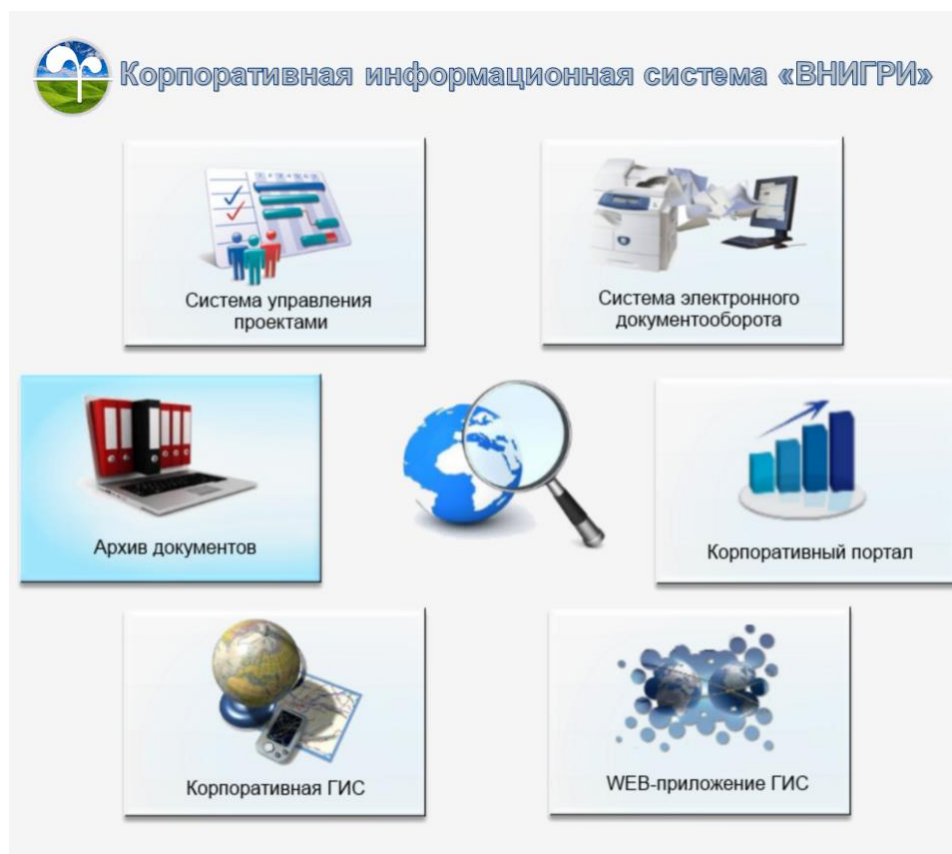 Корпоративная информационная система «ВНИГРИ»
Система управления
проектами
Система электронного
документооборота
Архив документов
Корпоративный портал
Корпоративная ГИС
WEB-приложение ГИС